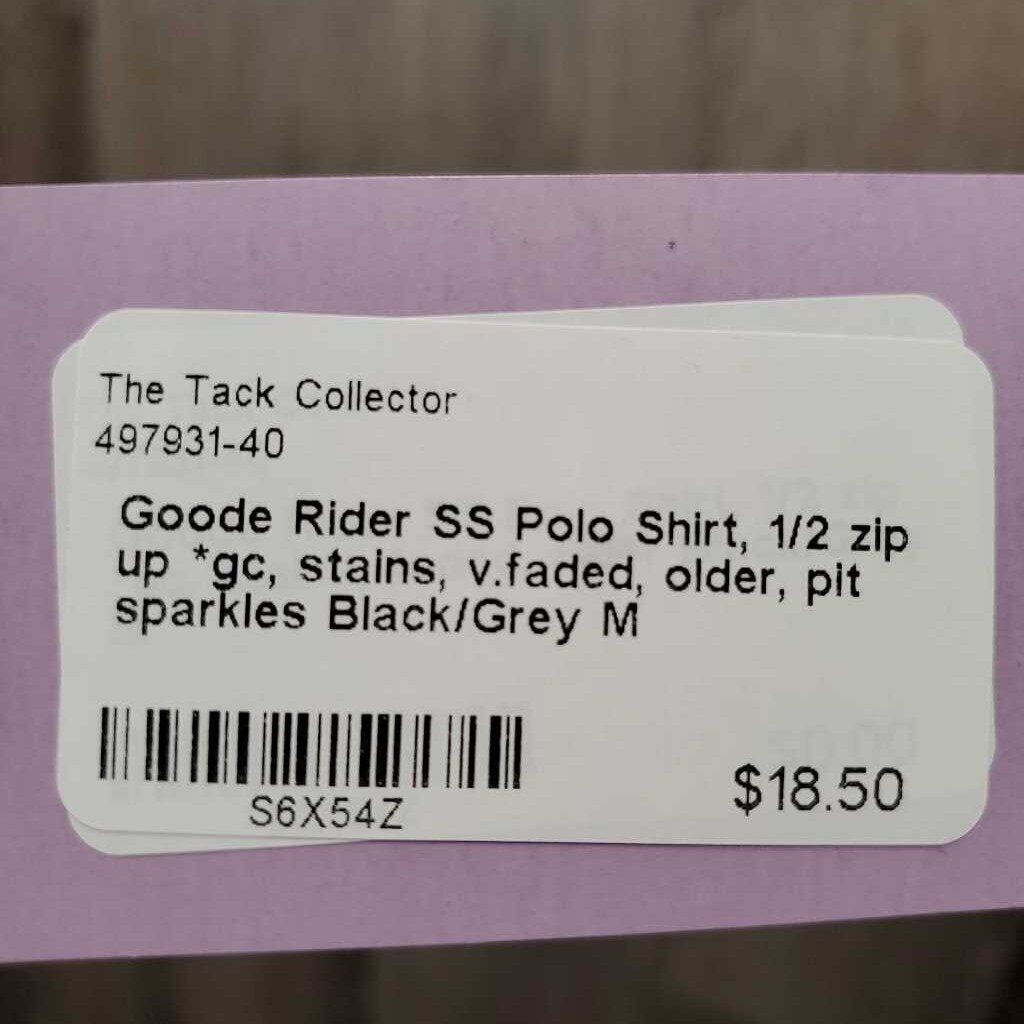 The Tack Collector
497931-40
Goode Rider SS Polo Shirt, 1/2 zip
up *gc, stains, v.faded, older, pit
sparkles Black/Grey M
S6X54Z
$18.50